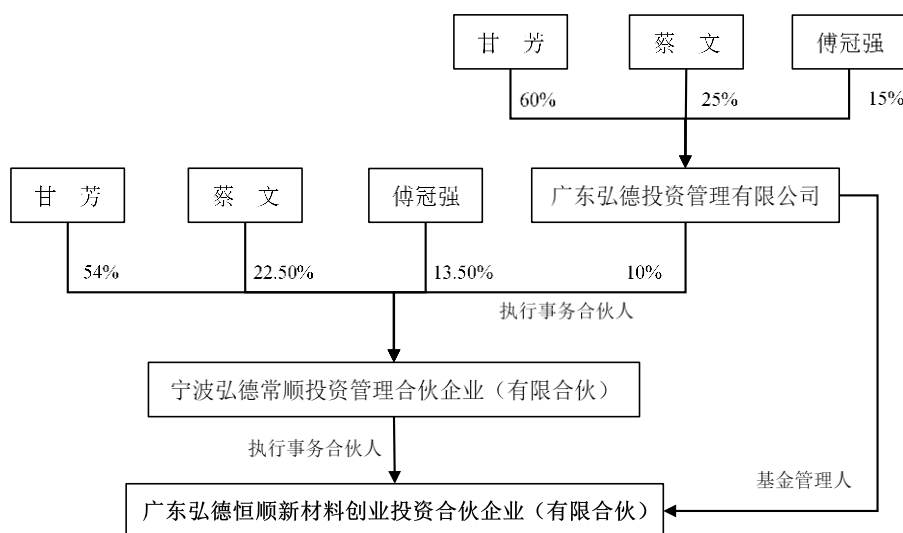 甘　芳
蔡　文
傅冠强
60%
25%
15%
甘　芳
蔡　文
傅冠强
广东弘德投资管理有限公司
54%
22.50%
13.50%
10%
执行事务合伙人
宁波弘德常顺投资管理合伙企业（有限合伙）
执行事务合伙人
基金管理人
广东弘德恒顺新材料创业投资合伙企业（有限合伙）